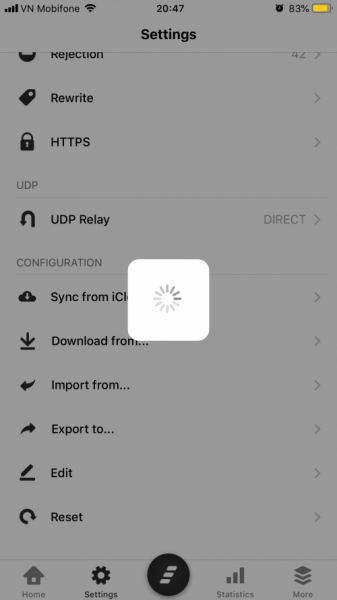 VN Mobifone 20:47 83%
Settings
Rejection 42
Rewrite
HTTPS
UDP
UDP Relay DIRECT
CONFIGURATION
Sync from iCl
Download from...
Import from...
Export to...
Edit
Reset
Home Settings Statistics More